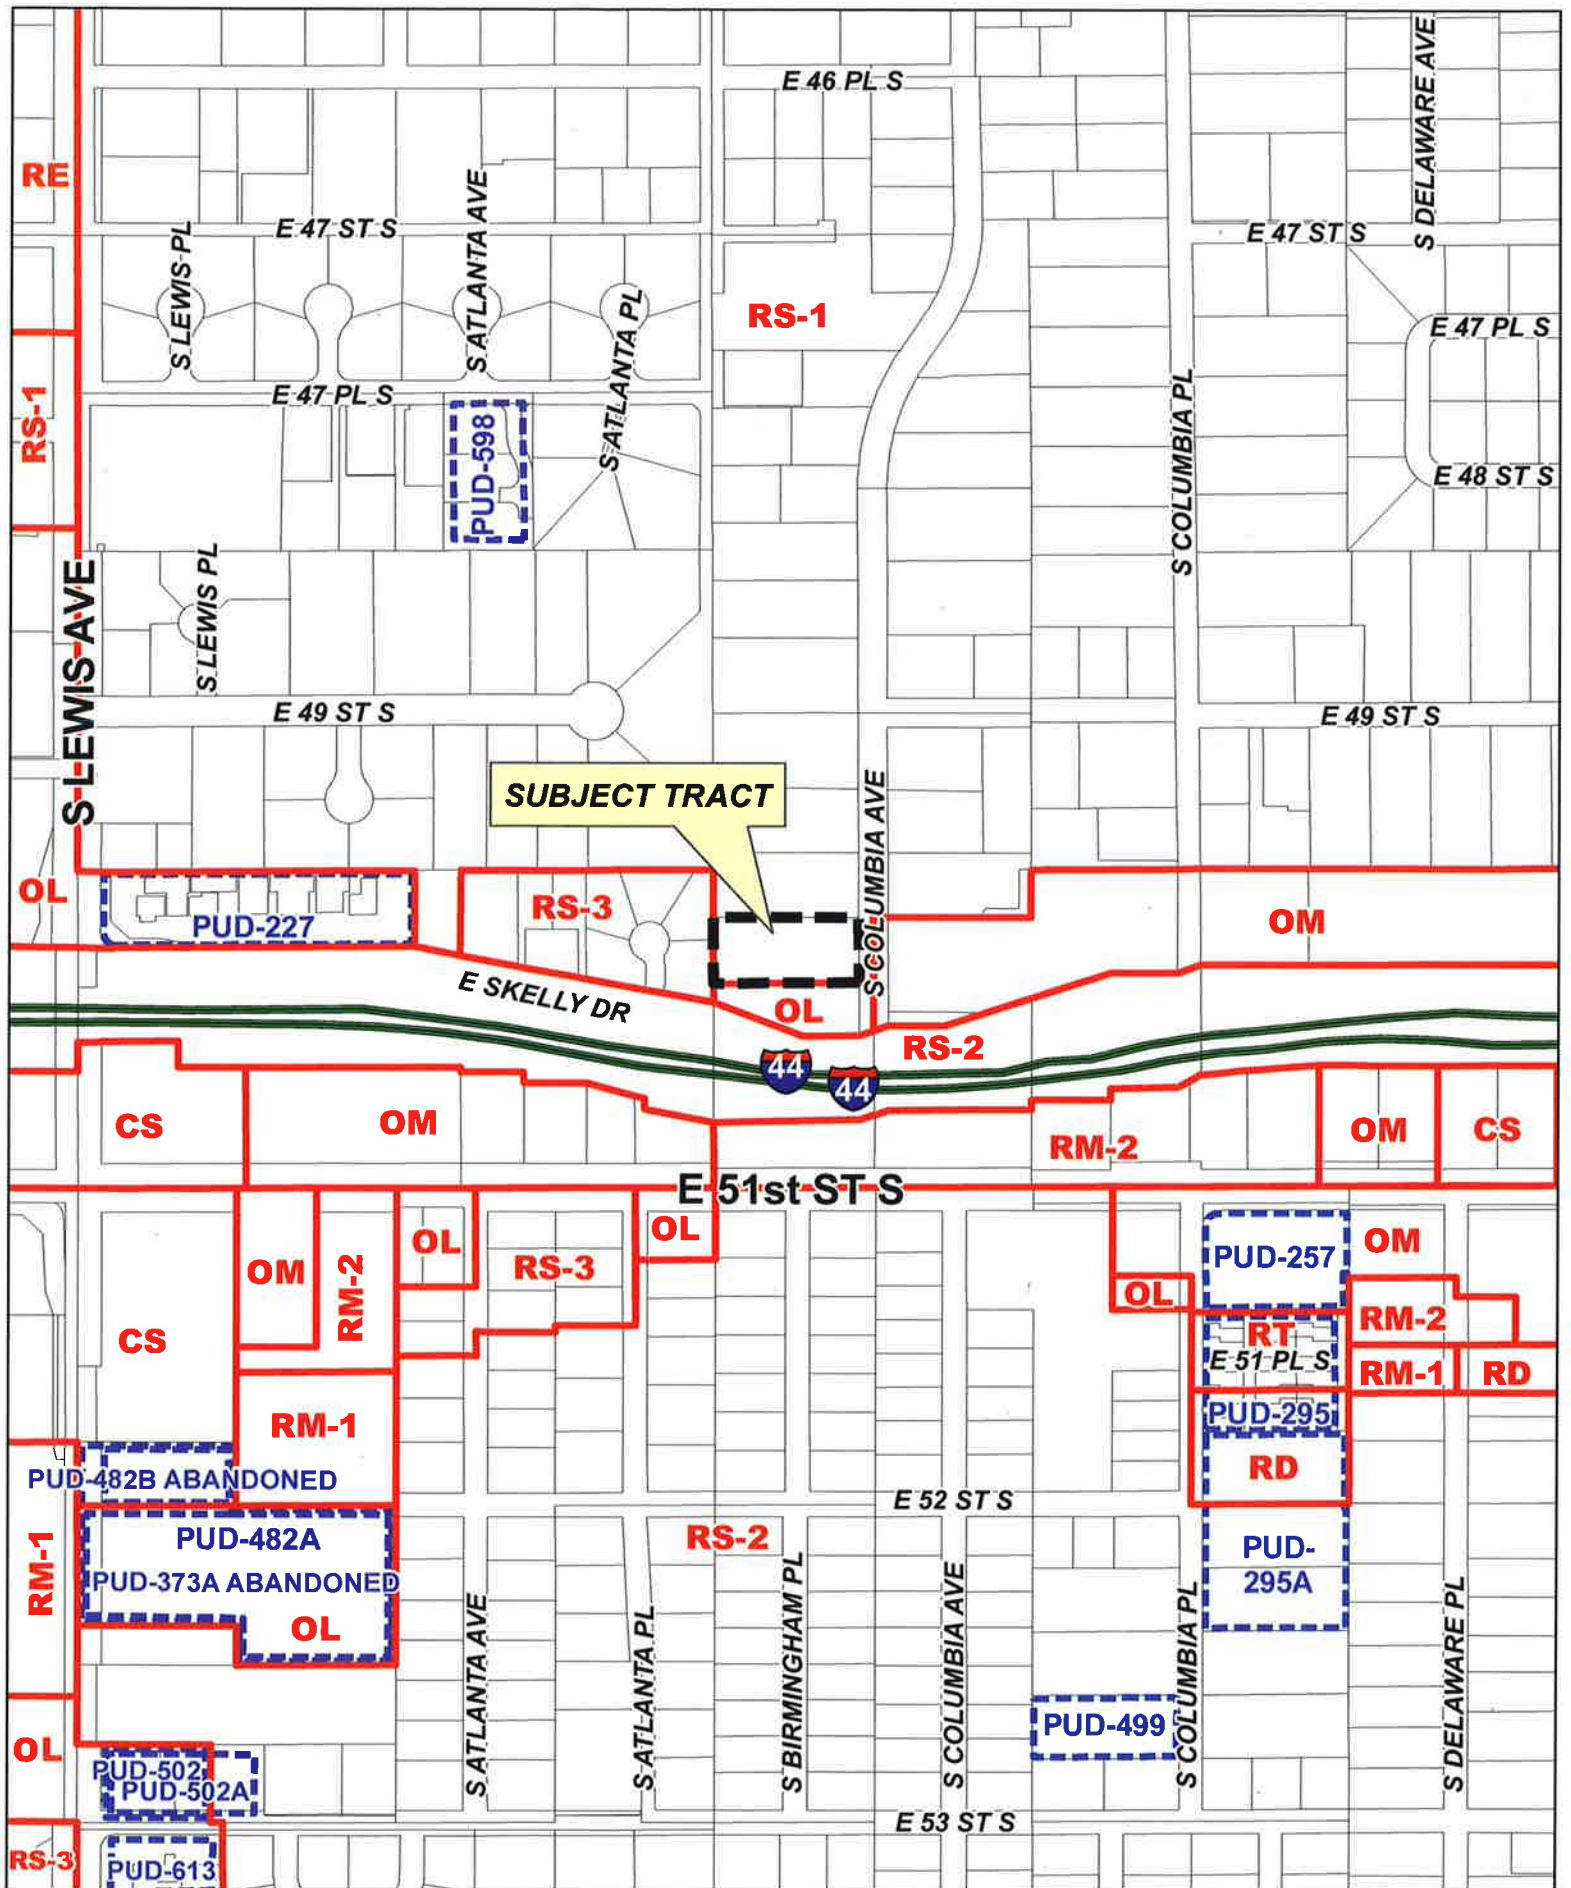 E 46 PL S
S DELAWARE AVE
RE
S LEWIS PL
E 47 ST S
S ATLANTA AVE
E 47 ST S
S ATLANTA PL
RS-1
E 47 PL S
RS-1
E 47 PL S
PUD-598
S COLUMBIA PL
E 48 ST S
S LEWIS AVE
S LEWIS PL
E 49 ST S
E 49 ST S
SUBJECT TRACT
S COLUMBIA AVE
OL
PUD-227
RS-3
OM
E SKELLY DR
OL
RS-2
44
44
CS
OM
RM-2
OM
CS
E 51st ST S
OL
OL
OM
RM-2
RS-3
CS
PUD-257
OM
OL
RM-2
RT
E 51 PL S
RM-1
RD
RM-1
PUD-295
PUD-482B ABANDONED
RD
E 52 ST S
RM-1
PUD-482A
PUD-373A ABANDONED
OL
RS-2
PUD-
295A
S ATLANTA AVE
S ATLANTA PL
S BIRMINGHAM PL
S COLUMBIA AVE
S COLUMBIA PL
S DELAWARE PL
PUD-499
OL
PUD-502
PUD-502A
E 53 ST S
RS-3
PUD-613